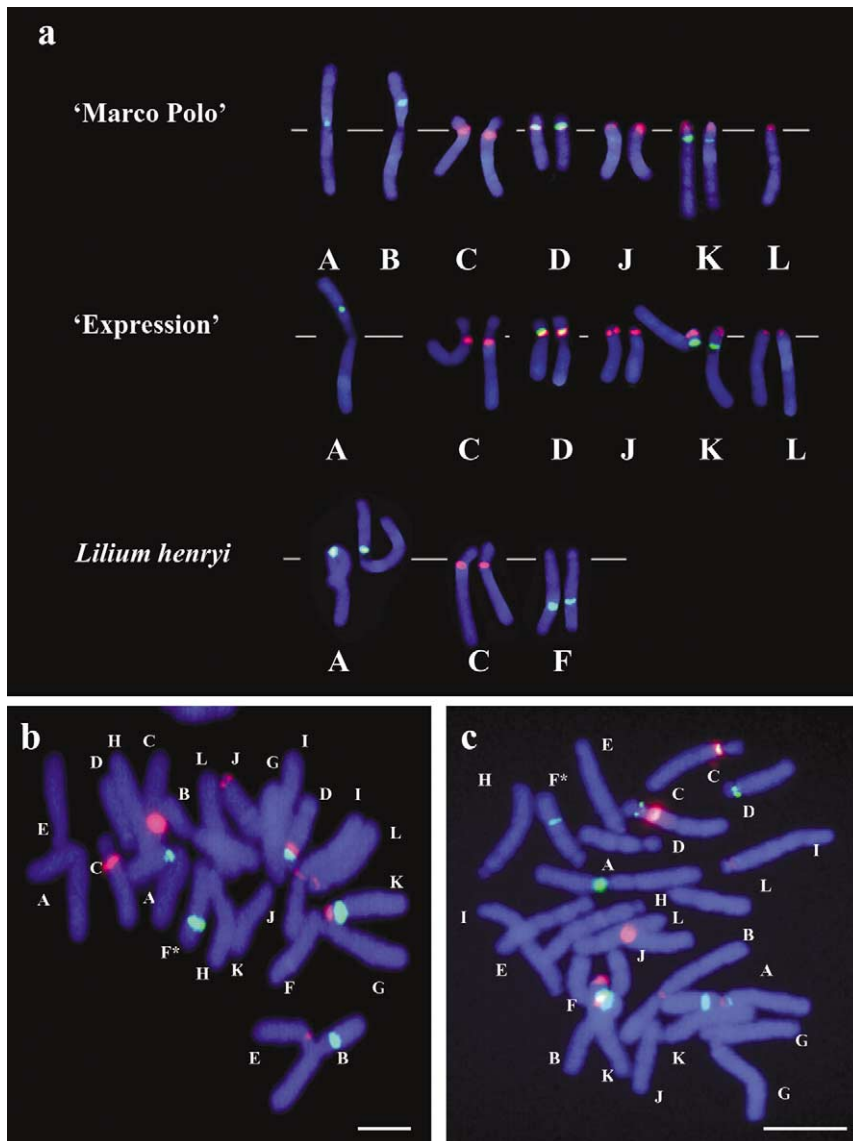 a
‘Marco Polo’
A B C D J K L
‘Expression’
A C D J K L
Lilium henryi
A C F
b
H C
D L J G I
B D I
E
L
C
A A K
J
F* H K F G
E B
c
E
H F* C
C D
D
A I
H L
I L B
E J A
F
G
B K K
J G